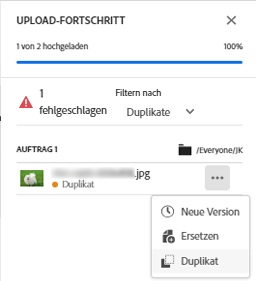 UPLOAD-FORTSCHRITT
1 von 2 hochgeladen 100%
1 fehlgeschlagen
Filtern nach
Duplikate
AUFTRAG 1 /Everyone/JK
.jpg
Duplikat
Neue Version
Ersetzen
Duplikat